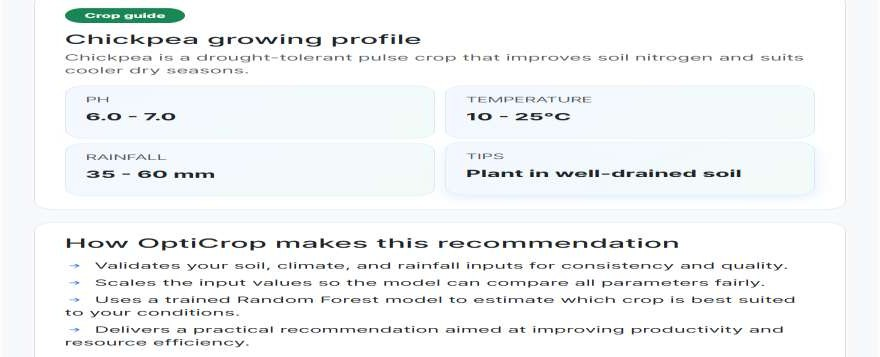 Crop guide
Chickpea growing profile
Chickpea is a drought-tolerant pulse crop that improves soil nitrogen and suits
cooler dry seasons.
PH
6.0 - 7.0
TEMPERATURE
10 - 25°C
RAINFALL
35 - 60 mm
TIPS
Plant in well-drained soil
How OptiCrop makes this recommendation
→ Validates your soil, climate, and rainfall inputs for consistency and quality.
→ Scales the input values so the model can compare all parameters fairly.
→ Uses a trained Random Forest model to estimate which crop is best suited
to your conditions.
→ Delivers a practical recommendation aimed at improving productivity and
resource efficiency.